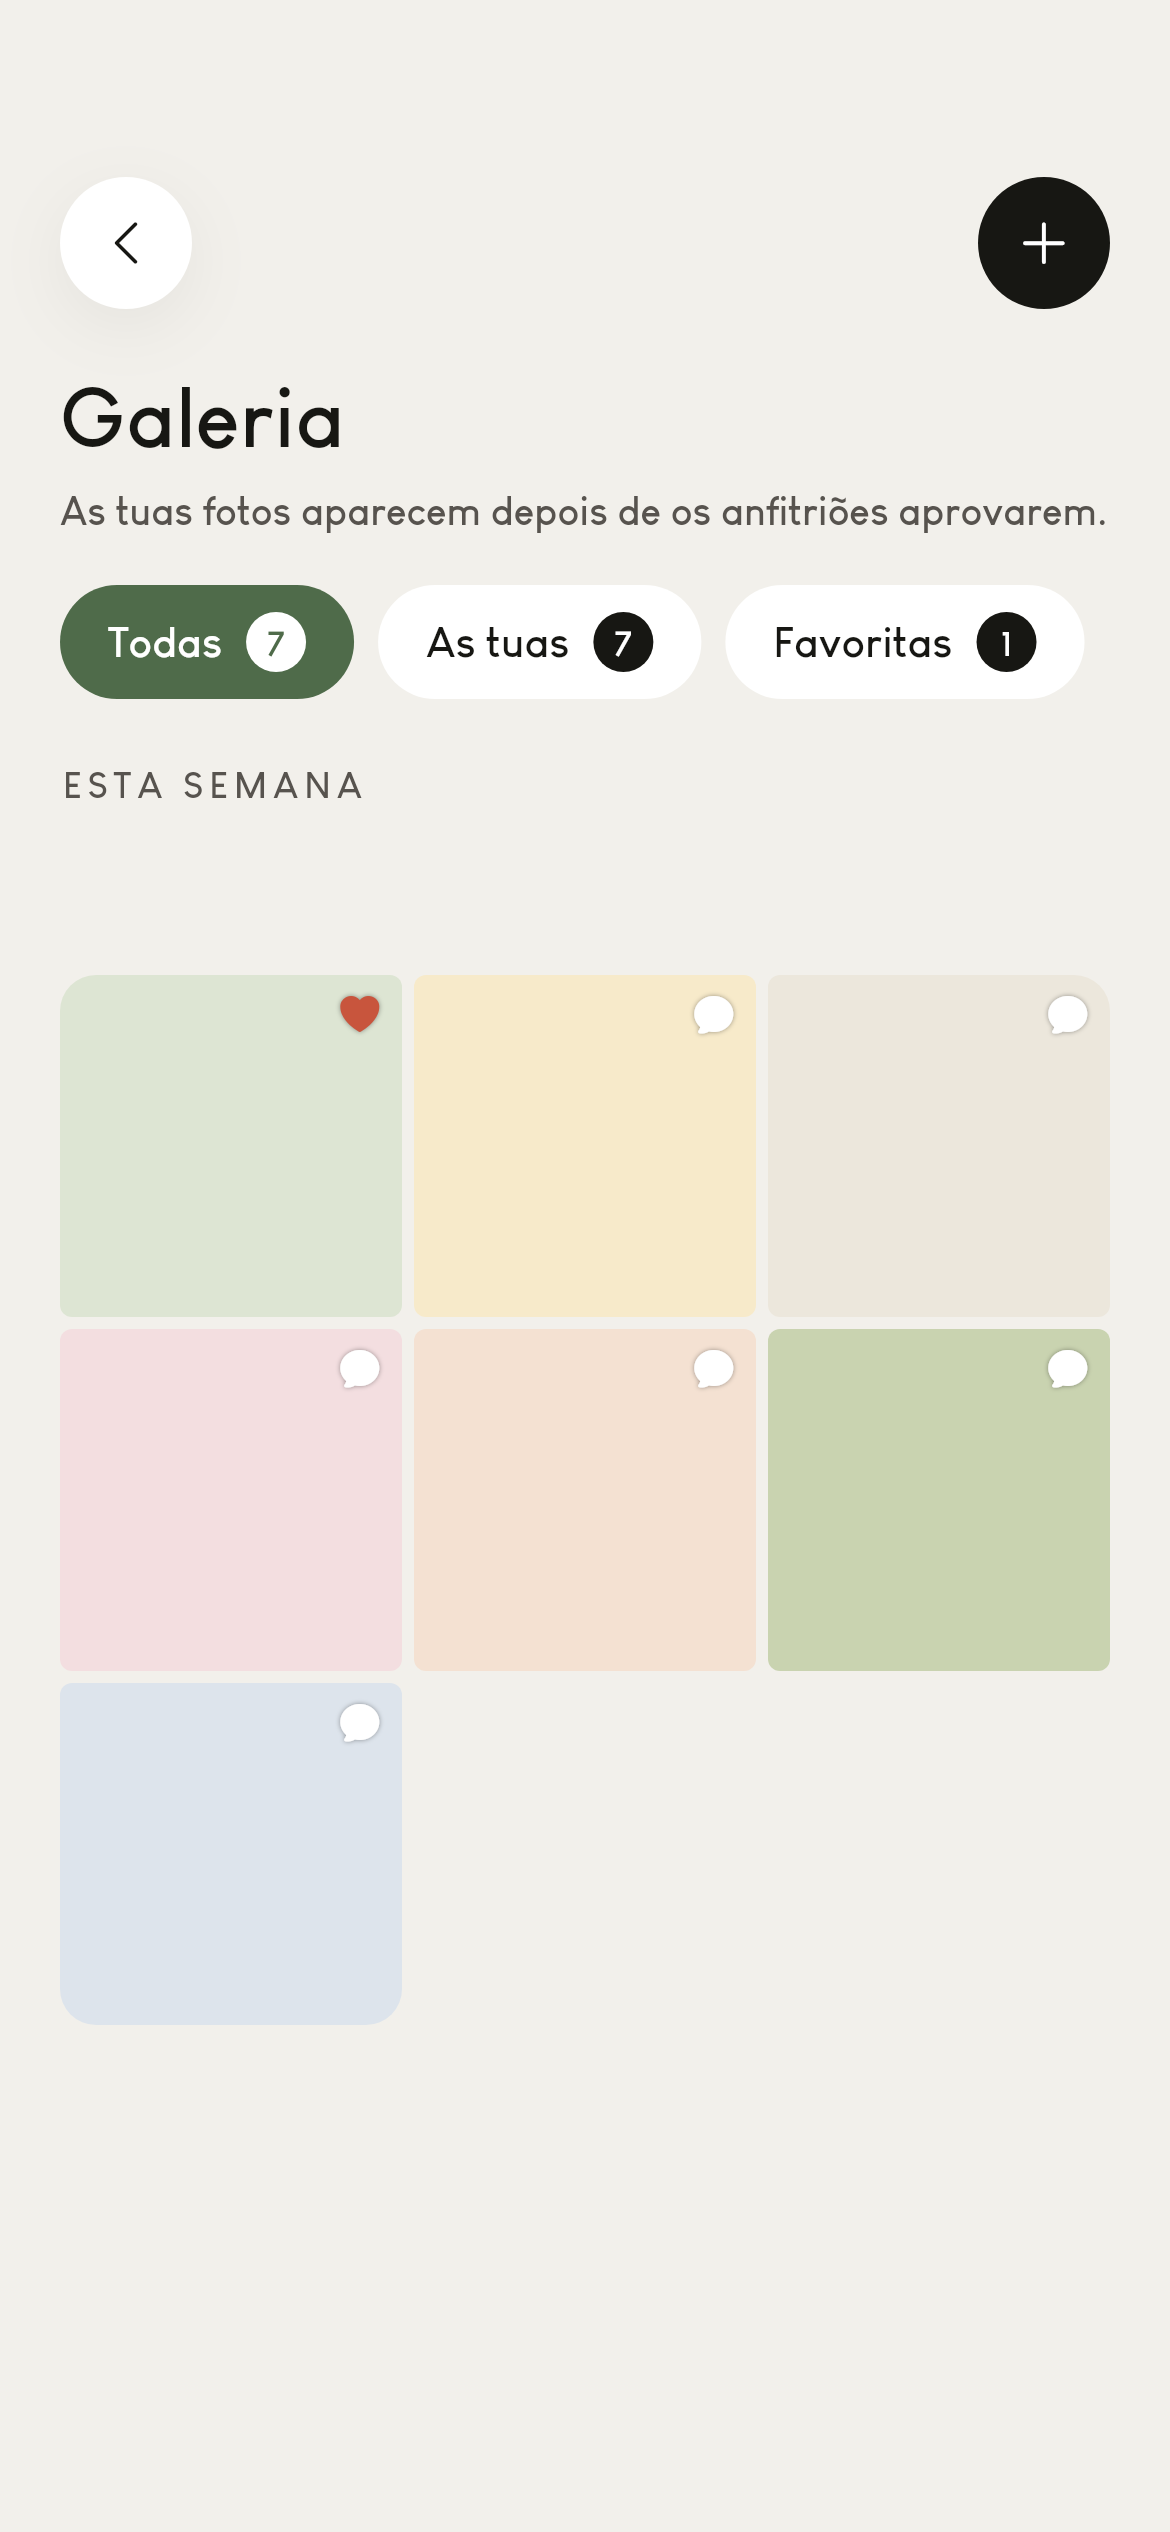 Galeria
As tuas fotos aparecem depois de os anfitriões aprovarem.
Todas 7 As tuas 7 Favoritas 1
ESTA SEMANA